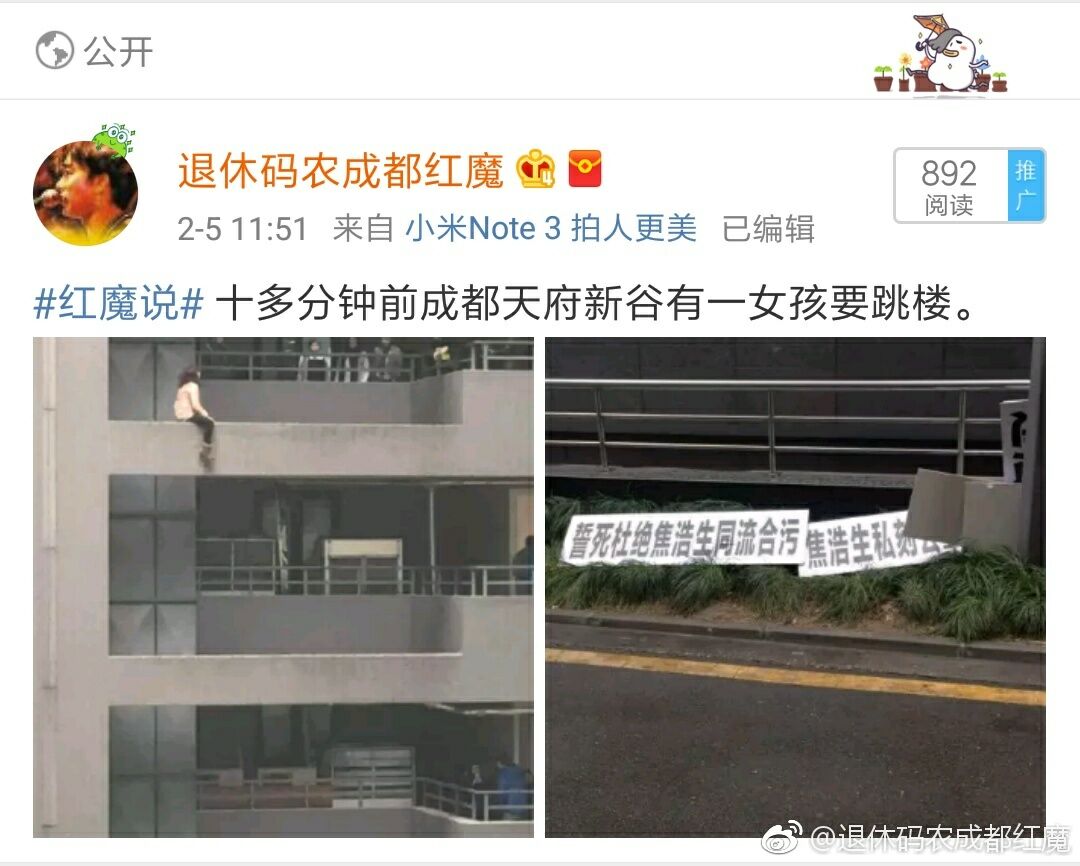 公开
退休码农成都红魔
892
阅读
推广
2-5 11:51 来自 小米Note 3 拍人更美 已编辑
#红魔说# 十多分钟前成都天府新谷有一女孩要跳楼。
誓死杜绝焦浩生同流合污
焦浩生私刻
@退休码农成都红魔